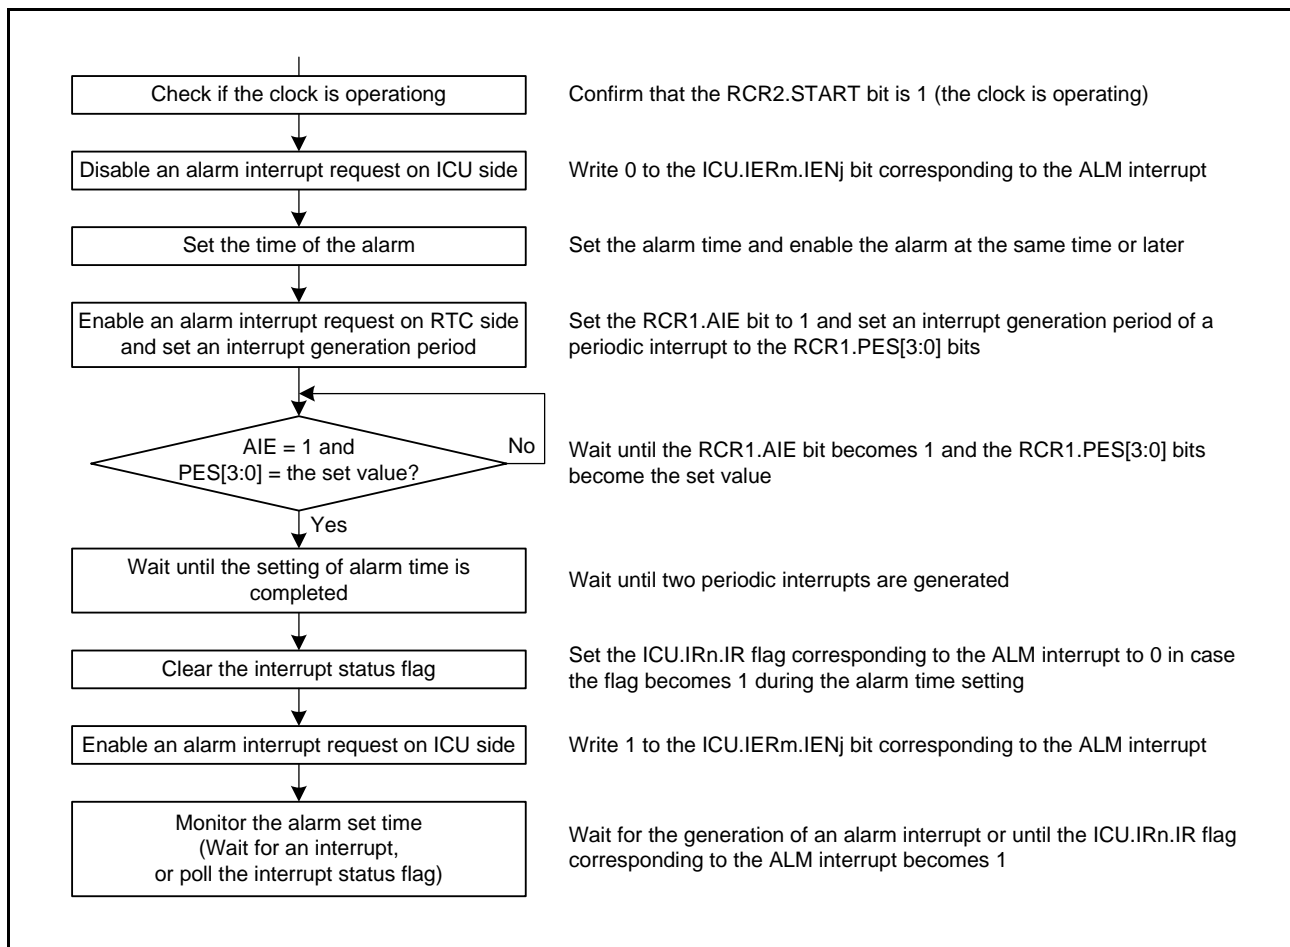 Check if the clock is operationg
Confirm that the RCR2.START bit is 1 (the clock is operating)
Disable an alarm interrupt request on ICU side
Write 0 to the ICU.IERm.IENj bit corresponding to the ALM interrupt
Set the time of the alarm
Set the alarm time and enable the alarm at the same time or later
Enable an alarm interrupt request on RTC side
and set an interrupt generation period
Set the RCR1.AIE bit to 1 and set an interrupt generation period of a
periodic interrupt to the RCR1.PES[3:0] bits
AIE = 1 and
PES[3:0] = the set value?
No
Wait until the RCR1.AIE bit becomes 1 and the RCR1.PES[3:0] bits
become the set value
Yes
Wait until the setting of alarm time is
completed
Wait until two periodic interrupts are generated
Clear the interrupt status flag
Set the ICU.IRn.IR flag corresponding to the ALM interrupt to 0 in case
the flag becomes 1 during the alarm time setting
Enable an alarm interrupt request on ICU side
Write 1 to the ICU.IERm.IENj bit corresponding to the ALM interrupt
Monitor the alarm set time
(Wait for an interrupt,
or poll the interrupt status flag)
Wait for the generation of an alarm interrupt or until the ICU.IRn.IR flag
corresponding to the ALM interrupt becomes 1